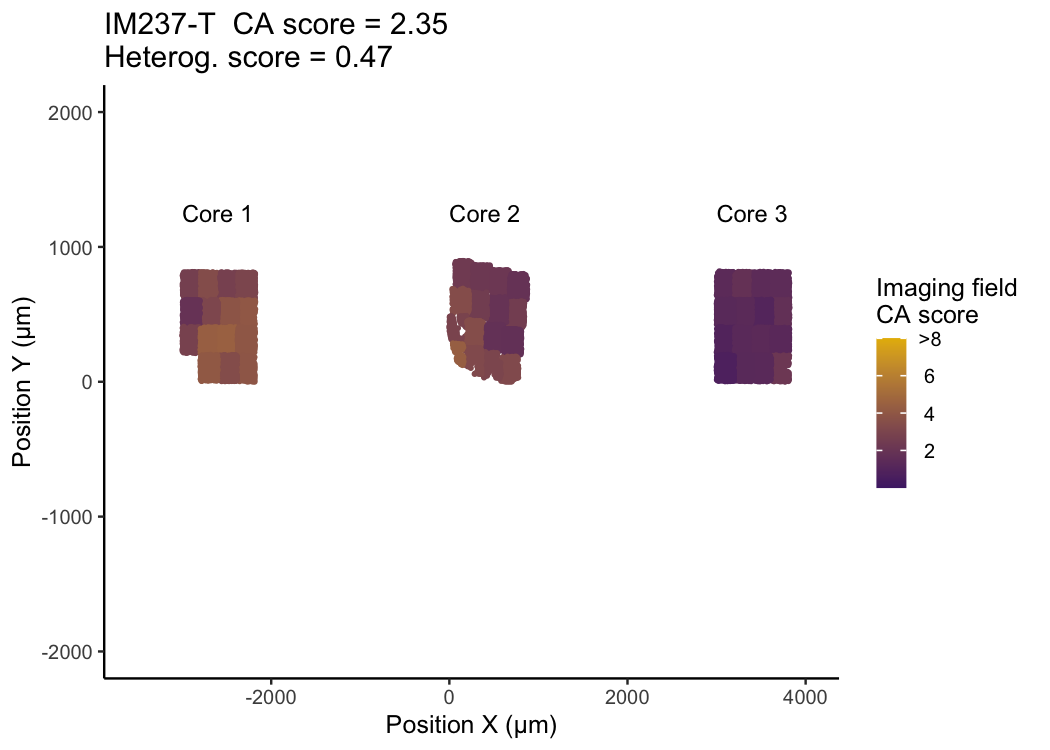 IM237-T  CA score = 2.35
Heterog. score = 0.47
2000
1000
0
-1000
-2000
Position Y (µm)
Core 1
Core 2
Core 3
-2000
0
2000
4000
Position X (µm)
Imaging field
CA score
>8
6
4
2